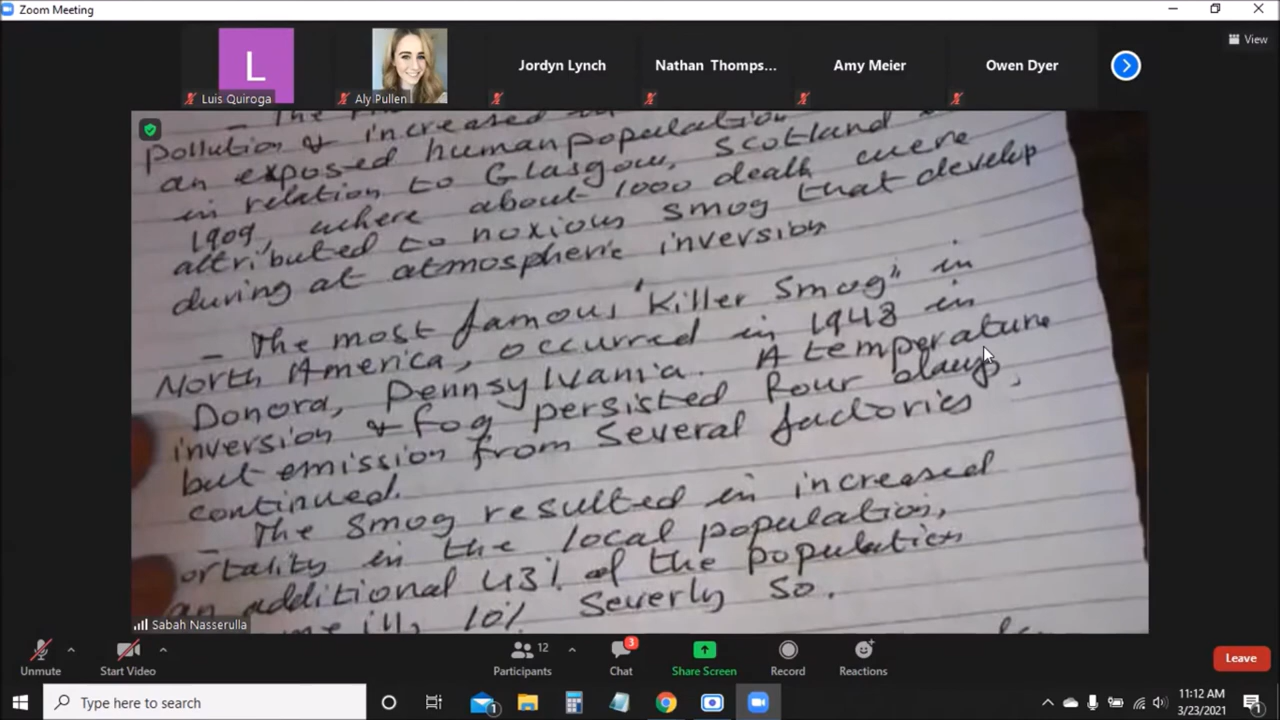 Zoom Meeting
View
L
Luis Quiroga
Aly Pullen
Jordyn Lynch
Nathan Thomps...
Amy Meier
Owen Dyer
- The
pollution & increased
an exposed human population
in relation to Glasgow, Scotland
1909, where about 1000 death were
attributed to noxious smog that develop
during at atmospheric inversion
- The most famous "Killer Smog" in
North America, occurred in 1948 in
Donora, Pennsylvania. A temperature
inversion & fog persisted Four days,
but emission from several factories
continued.
- The smog resulted in increased
ortality in the local population,
an additional 43% of the population
ill, 10% severly so.
Sabah Nasserulla
Unmute
Start Video
12
Participants
3
Chat
Share Screen
Record
Reactions
Leave
Type here to search
1
11:12 AM
3/23/2021
1